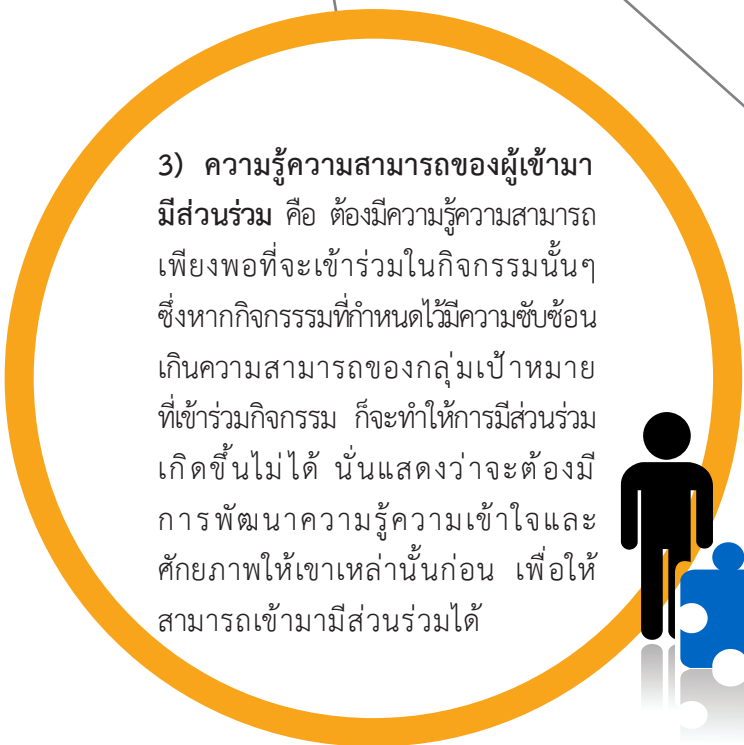 3) ความรู้ความสามารถของผู้เข้ามา
มีส่วนร่วม คือ ต้องมีความรู้ความสามารถ
เพียงพอที่จะเข้าร่วมในกิจกรรมนั้นๆ
ซึ่งหากกิจกรรรมที่กำหนดไว้มีความซับซ้อน
เกินความสามารถของกลุ่มเป้าหมาย
ที่เข้าร่วมกิจกรรม ก็จะทำให้การมีส่วนร่วม
เกิดขึ้นไม่ได้ นั่นแสดงว่าจะต้องมี
การพัฒนาความรู้ความเข้าใจและ
ศักยภาพให้เขาเหล่านั้นก่อน เพื่อให้
สามารถเข้ามามีส่วนร่วมได้